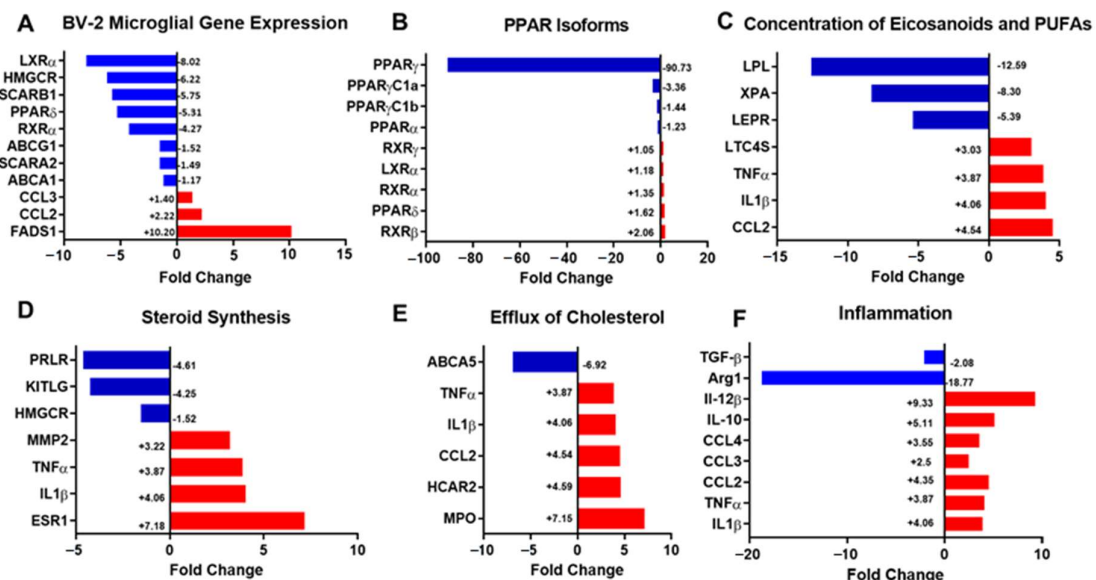 A BV-2 Microglial Gene Expression
LXRα -8.02
HMGCR -6.22
SCARB1 -5.75
PPARδ -5.31
RXRα -4.27
ABCG1 -1.52
SCARA2 -1.49
ABCA1 -1.17
CCL3 +1.40
CCL2 +2.22
FADS1 +10.20
−10 −5 0 5 10 15
Fold Change
B PPAR Isoforms
PPARγ -90.73
PPARγC1a -3.36
PPARγC1b -1.44
PPARα -1.23
RXRγ +1.05
LXRα +1.18
RXRα +1.35
PPARδ +1.62
RXRβ +2.06
−100 −80 −60 −40 −20 0 20
Fold Change
C Concentration of Eicosanoids and PUFAs
LPL -12.59
XPA -8.30
LEPR -5.39
LTC4S +3.03
TNFα +3.87
IL1β +4.06
CCL2 +4.54
−15 −10 −5 0 5
Fold Change
D Steroid Synthesis
PRLR -4.61
KITLG -4.25
HMGCR -1.52
MMP2 +3.22
TNFα +3.87
IL1β +4.06
ESR1 +7.18
−5 0 5 10
Fold Change
E Efflux of Cholesterol
ABCA5 -6.92
TNFα +3.87
IL1β +4.06
CCL2 +4.54
HCAR2 +4.59
MPO +7.15
−10 −5 0 5 10
Fold Change
F Inflammation
TGF-β -2.08
Arg1 -18.77
Il-12β +9.33
IL-10 +5.11
CCL4 +3.55
CCL3 +2.5
CCL2 +4.35
TNFα +3.87
IL1β +4.06
−20 −10 0 10
Fold Change